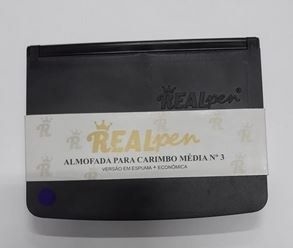 REALpen®
REALpen
ALMOFADA PARA CARIMBO MÉDIA Nº 3
VERSÃO EM ESPUMA + ECONÔMICA